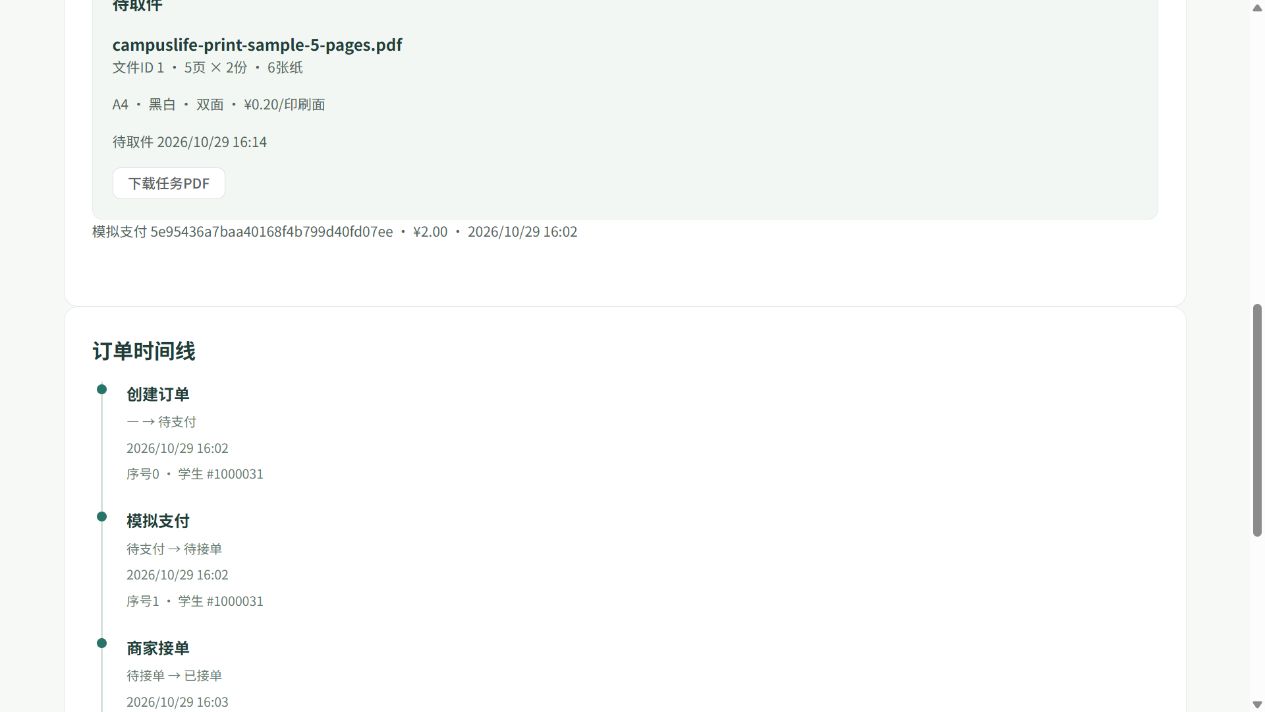 待取件
campuslife-print-sample-5-pages.pdf
文件ID 1 • 5页 × 2份 • 6张纸
A4 • 黑白 • 双面 • ¥0.20/印刷面
待取件 2026/10/29 16:14
下载任务PDF
模拟支付 5e95436a7baa40168f4b799d40fd07ee • ¥2.00 • 2026/10/29 16:02
订单时间线
创建订单
— → 待支付
2026/10/29 16:02
序号0 • 学生 #1000031
模拟支付
待支付 → 待接单
2026/10/29 16:02
序号1 • 学生 #1000031
商家接单
待接单 → 已接单
2026/10/29 16:03